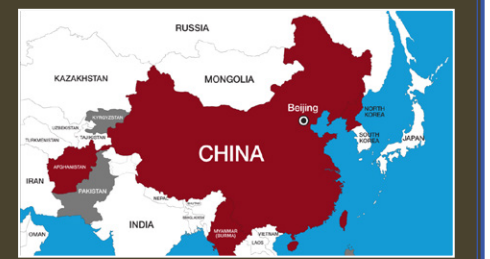 RUSSIA
KAZAKHSTAN
MONGOLIA
KYRGYZSTAN
UZBEKISTAN
TAJIKISTAN
TURKMENISTAN
Beijing
NORTH
KOREA
SOUTH
KOREA
JAPAN
CHINA
AFGHANISTAN
IRAN
PAKISTAN
NEPAL
INDIA
OMAN
MYANMAR
(BURMA)
VIETNAM
LAOS